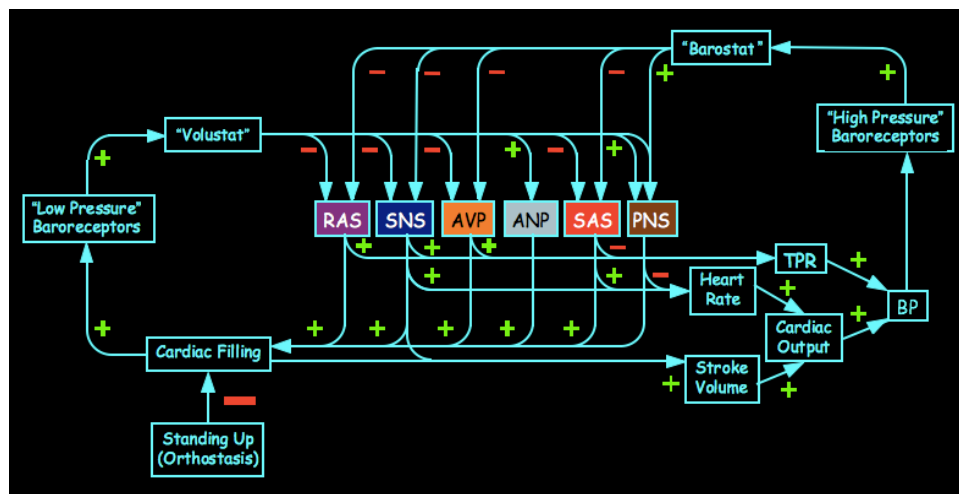 "Barostat"
"High Pressure"
Baroreceptors
"Volustat"
"Low Pressure"
Baroreceptors
RAS
SNS
AVP
ANP
SAS
PNS
TPR
Heart
Rate
BP
Cardiac
Output
Cardiac Filling
Stroke
Volume
Standing Up
(Orthostasis)